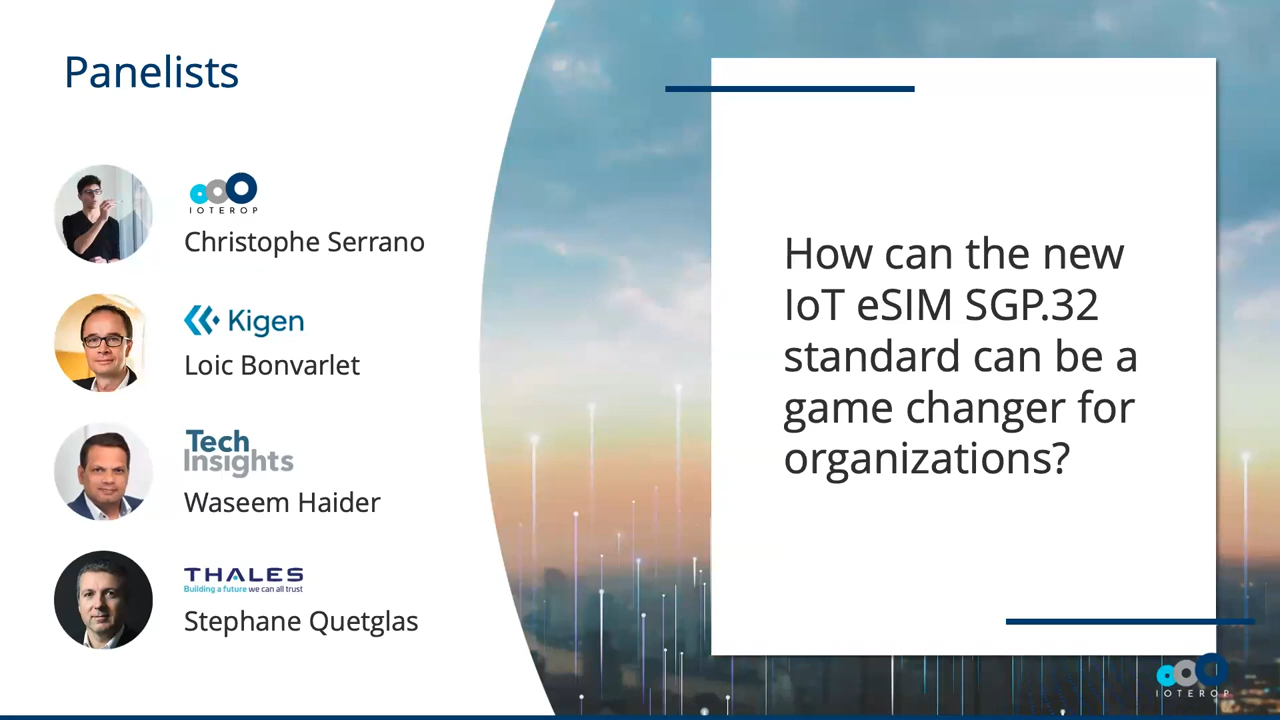 Panelists
IOTEROP
Christophe Serrano
Kigen
Loic Bonvarlet
Tech
Insights
Waseem Haider
THALES
Building a future we can all trust
Stephane Quetglas
How can the new
IoT eSIM SGP.32
standard can be a
game changer for
organizations?
IOTEROP